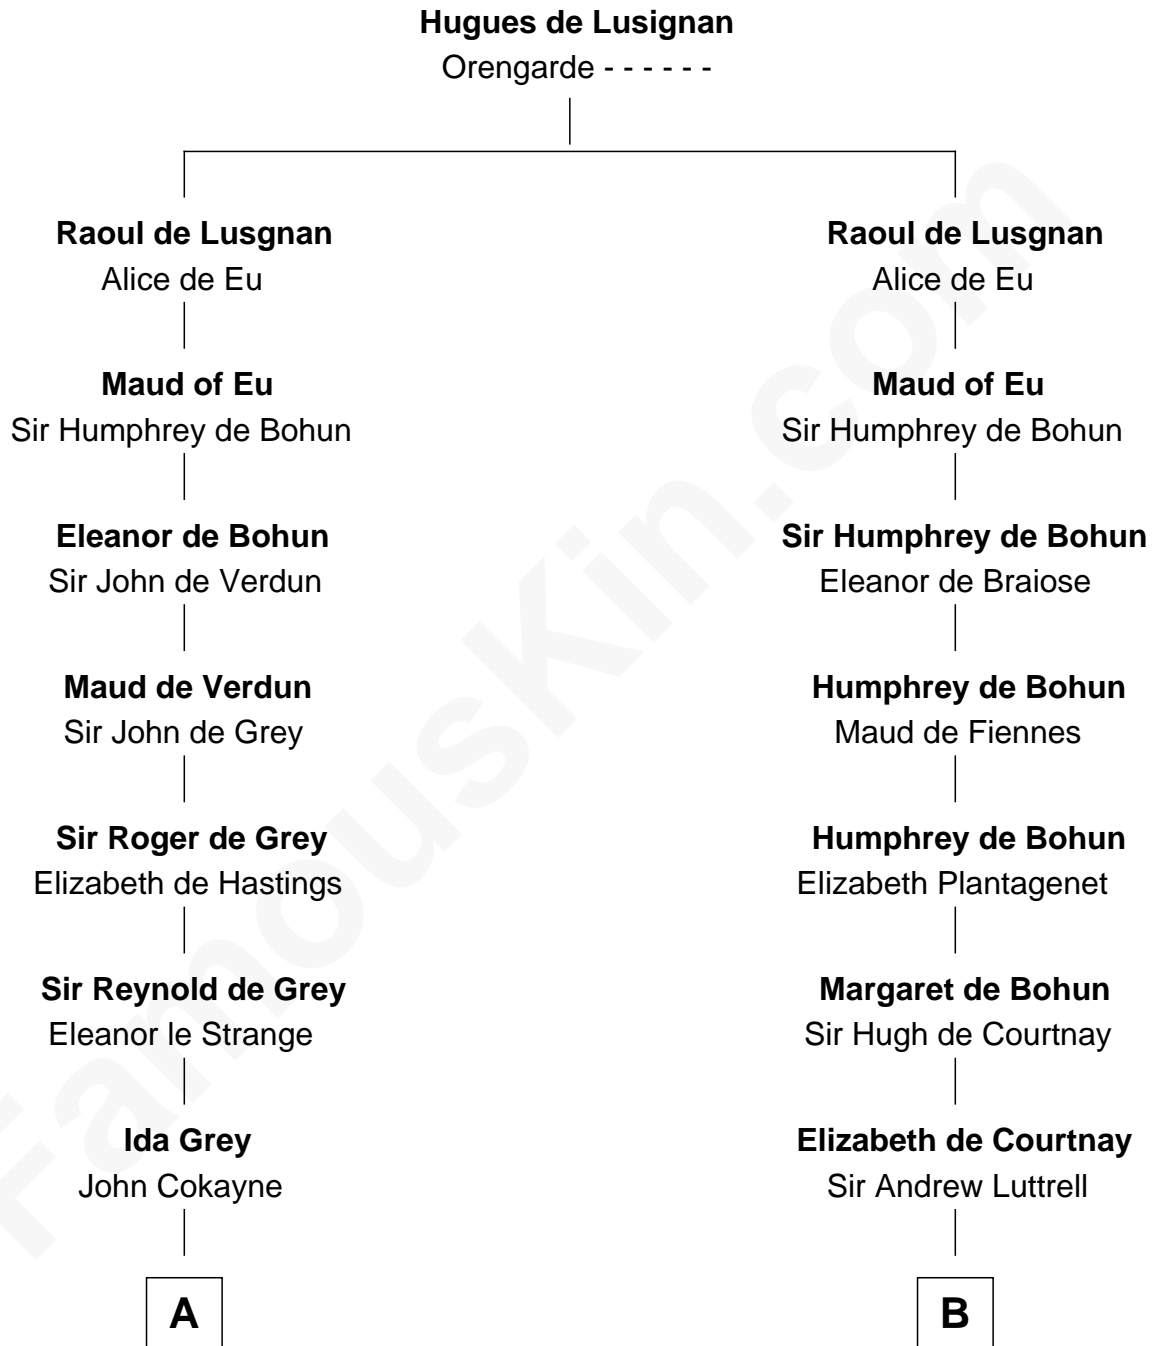 Hugues de Lusignan
Orengarde - - - - - -
Raoul de Lusgnan
Alice de Eu
Maud of Eu
Sir Humphrey de Bohun
Eleanor de Bohun
Sir John de Verdun
Maud de Verdun
Sir John de Grey
Sir Roger de Grey
Elizabeth de Hastings
Sir Reynold de Grey
Eleanor le Strange
Ida Grey
John Cokayne
A
Raoul de Lusgnan
Alice de Eu
Maud of Eu
Sir Humphrey de Bohun
Sir Humphrey de Bohun
Eleanor de Braiose
Humphrey de Bohun
Maud de Fiennes
Humphrey de Bohun
Elizabeth Plantagenet
Margaret de Bohun
Sir Hugh de Courtnay
Elizabeth de Courtnay
Sir Andrew Luttrell
B
FamousKin.com